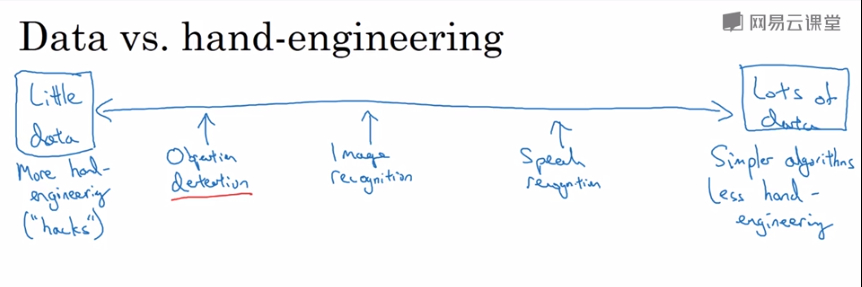 Data vs. hand-engineering
网易云课堂
Little
data
Lots of
data
Object
detection
Image
recognition
Speech
recognition
More hand-
engineering
("hacks")
Simpler algorithms
Less hand-
engineering